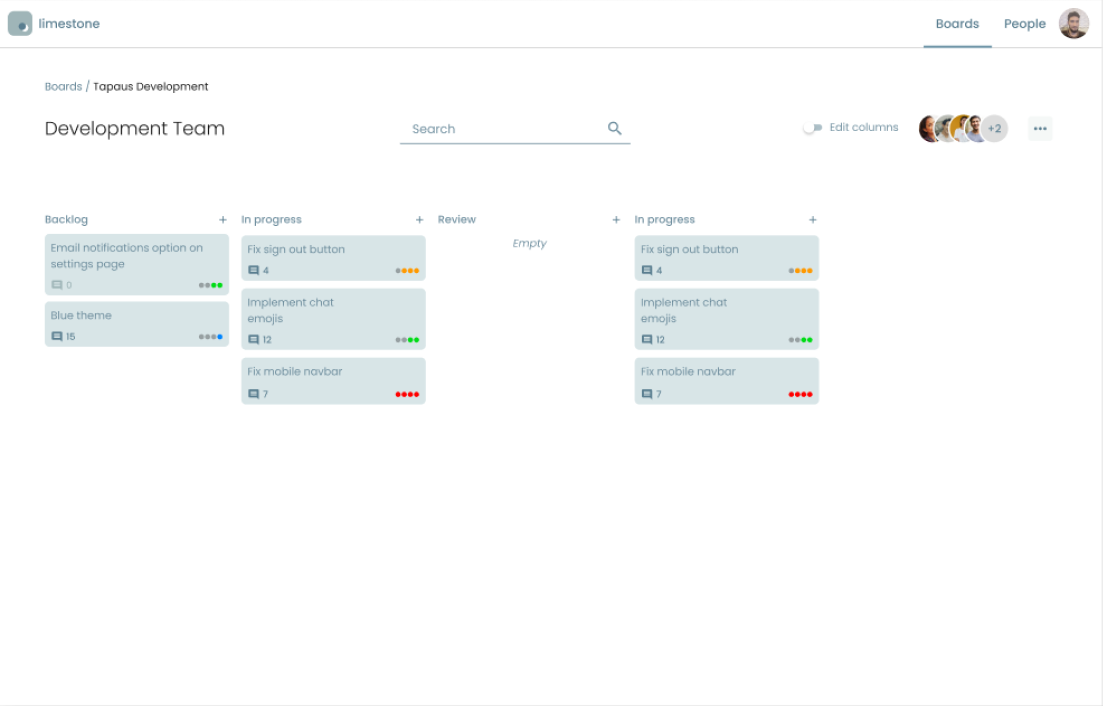 limestone
Boards
People
Boards / Tapaus Development
Development Team
Search
Edit columns
+2
Backlog +
Email notifications option on
settings page
0
Blue theme
15
In progress +
Fix sign out button
4
Implement chat
emojis
12
Fix mobile navbar
7
Review +
Empty
In progress +
Fix sign out button
4
Implement chat
emojis
12
Fix mobile navbar
7